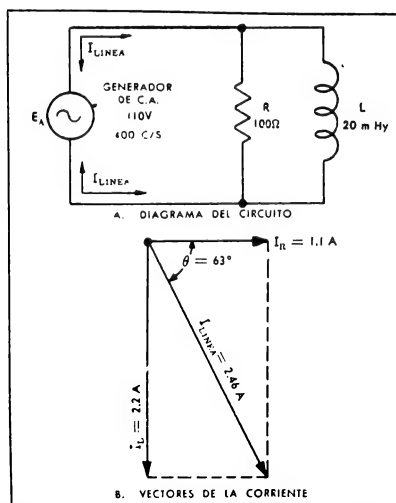 I LINEA
GENERADOR
DE C.A.
110V
400 C/S
E A
R
100Ω
L
20 m Hy
I LINEA
A. DIAGRAMA DEL CIRCUITO
I R = 1.1 A
θ = 63°
I LINEA = 2.46 A
I L = 2.2 A
B. VECTORES DE LA CORRIENTE